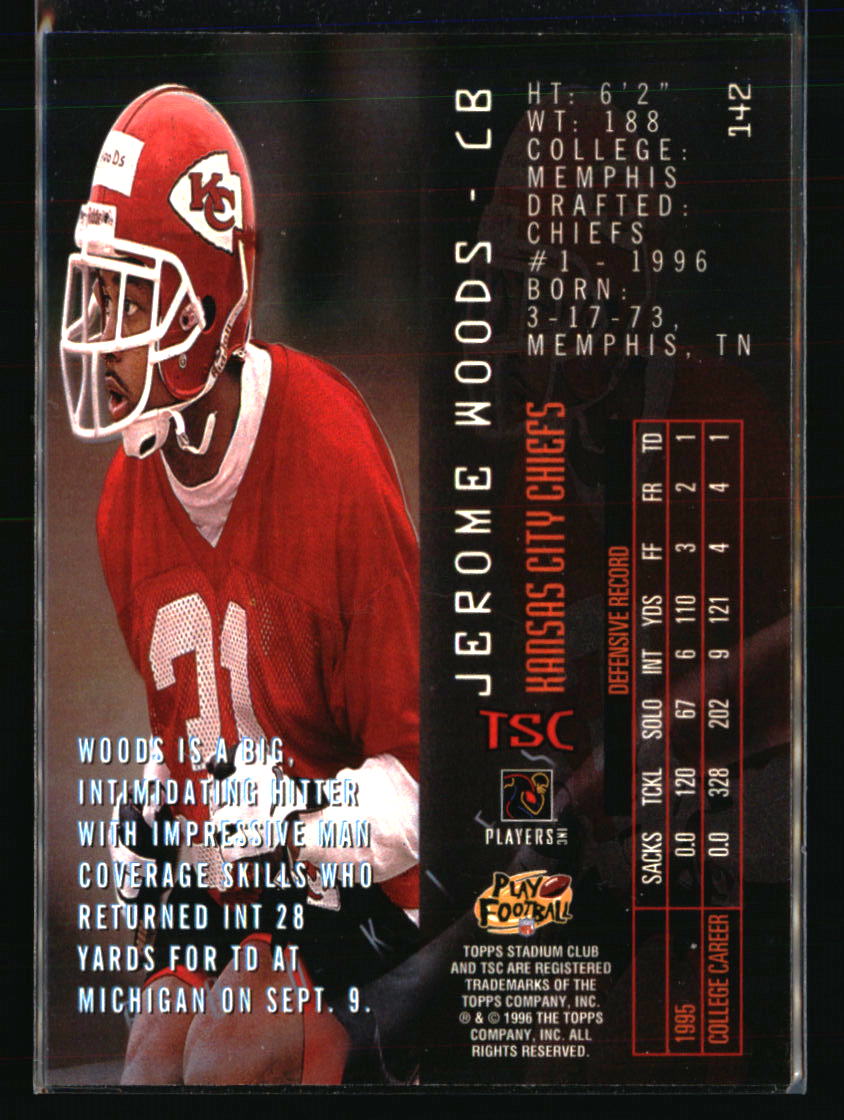 HT: 6'2"
WT: 188
COLLEGE:
MEMPHIS
DRAFTED:
CHIEFS
#1 - 1996
BORN:
3-17-73,
MEMPHIS, TN
142
JEROME WOODS - CB
KANSAS CITY CHIEFS
DEFENSIVE RECORD
SACKS TCKL SOLO INT YDS FF FR TD
1995 0.0 120 67 6 110 3 2 1
COLLEGE CAREER 0.0 328 202 9 121 4 4 1
KC
31
WOODS IS A BIG,
INTIMIDATING HITTER
WITH IMPRESSIVE MAN
COVERAGE SKILLS WHO
RETURNED INT 28
YARDS FOR TD AT
MICHIGAN ON SEPT. 9.
TSC
PLAYERS INC
PLAY
FOOTBALL
TOPPS STADIUM CLUB
AND TSC ARE REGISTERED
TRADEMARKS OF THE
TOPPS COMPANY, INC.
® & © 1996 THE TOPPS
COMPANY, INC. ALL
RIGHTS RESERVED.